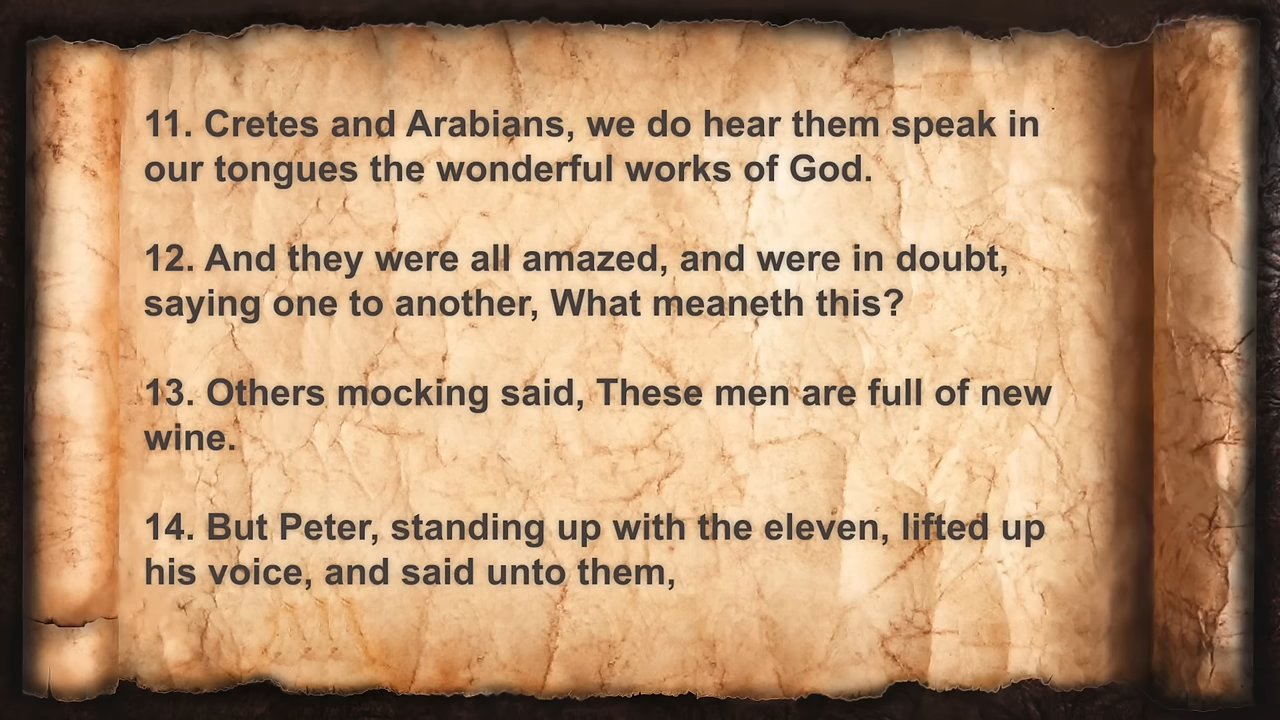 11. Cretes and Arabians, we do hear them speak in
our tongues the wonderful works of God.
12. And they were all amazed, and were in doubt,
saying one to another, What meaneth this?
13. Others mocking said, These men are full of new
wine.
14. But Peter, standing up with the eleven, lifted up
his voice, and said unto them,